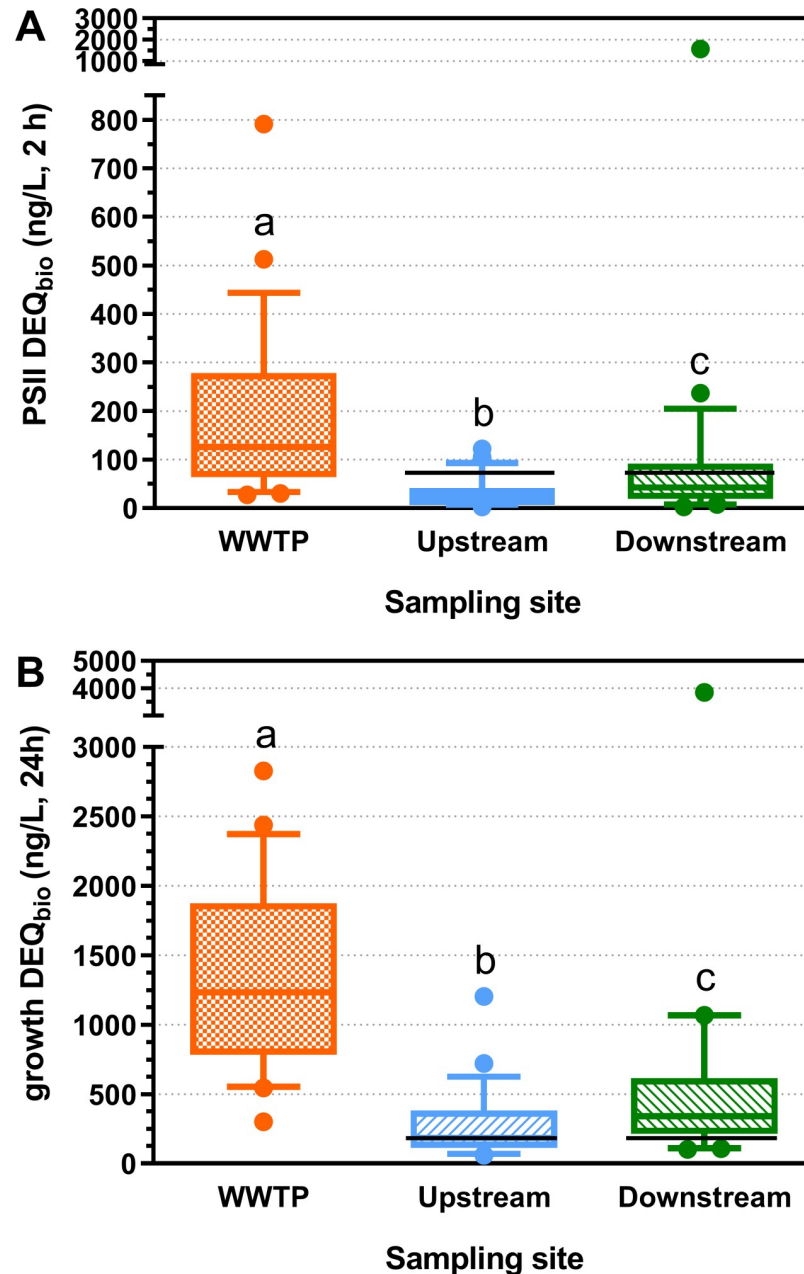 A
3000
2000
1000
800
700
600
500
400
300
200
100
0
PSII DEQbio (ng/L, 2 h)
a
b
c
WWTP Upstream Downstream
Sampling site
B
5000
4000
3000
2500
2000
1500
1000
500
0
growth DEQbio (ng/L, 24h)
a
b
c
WWTP Upstream Downstream
Sampling site